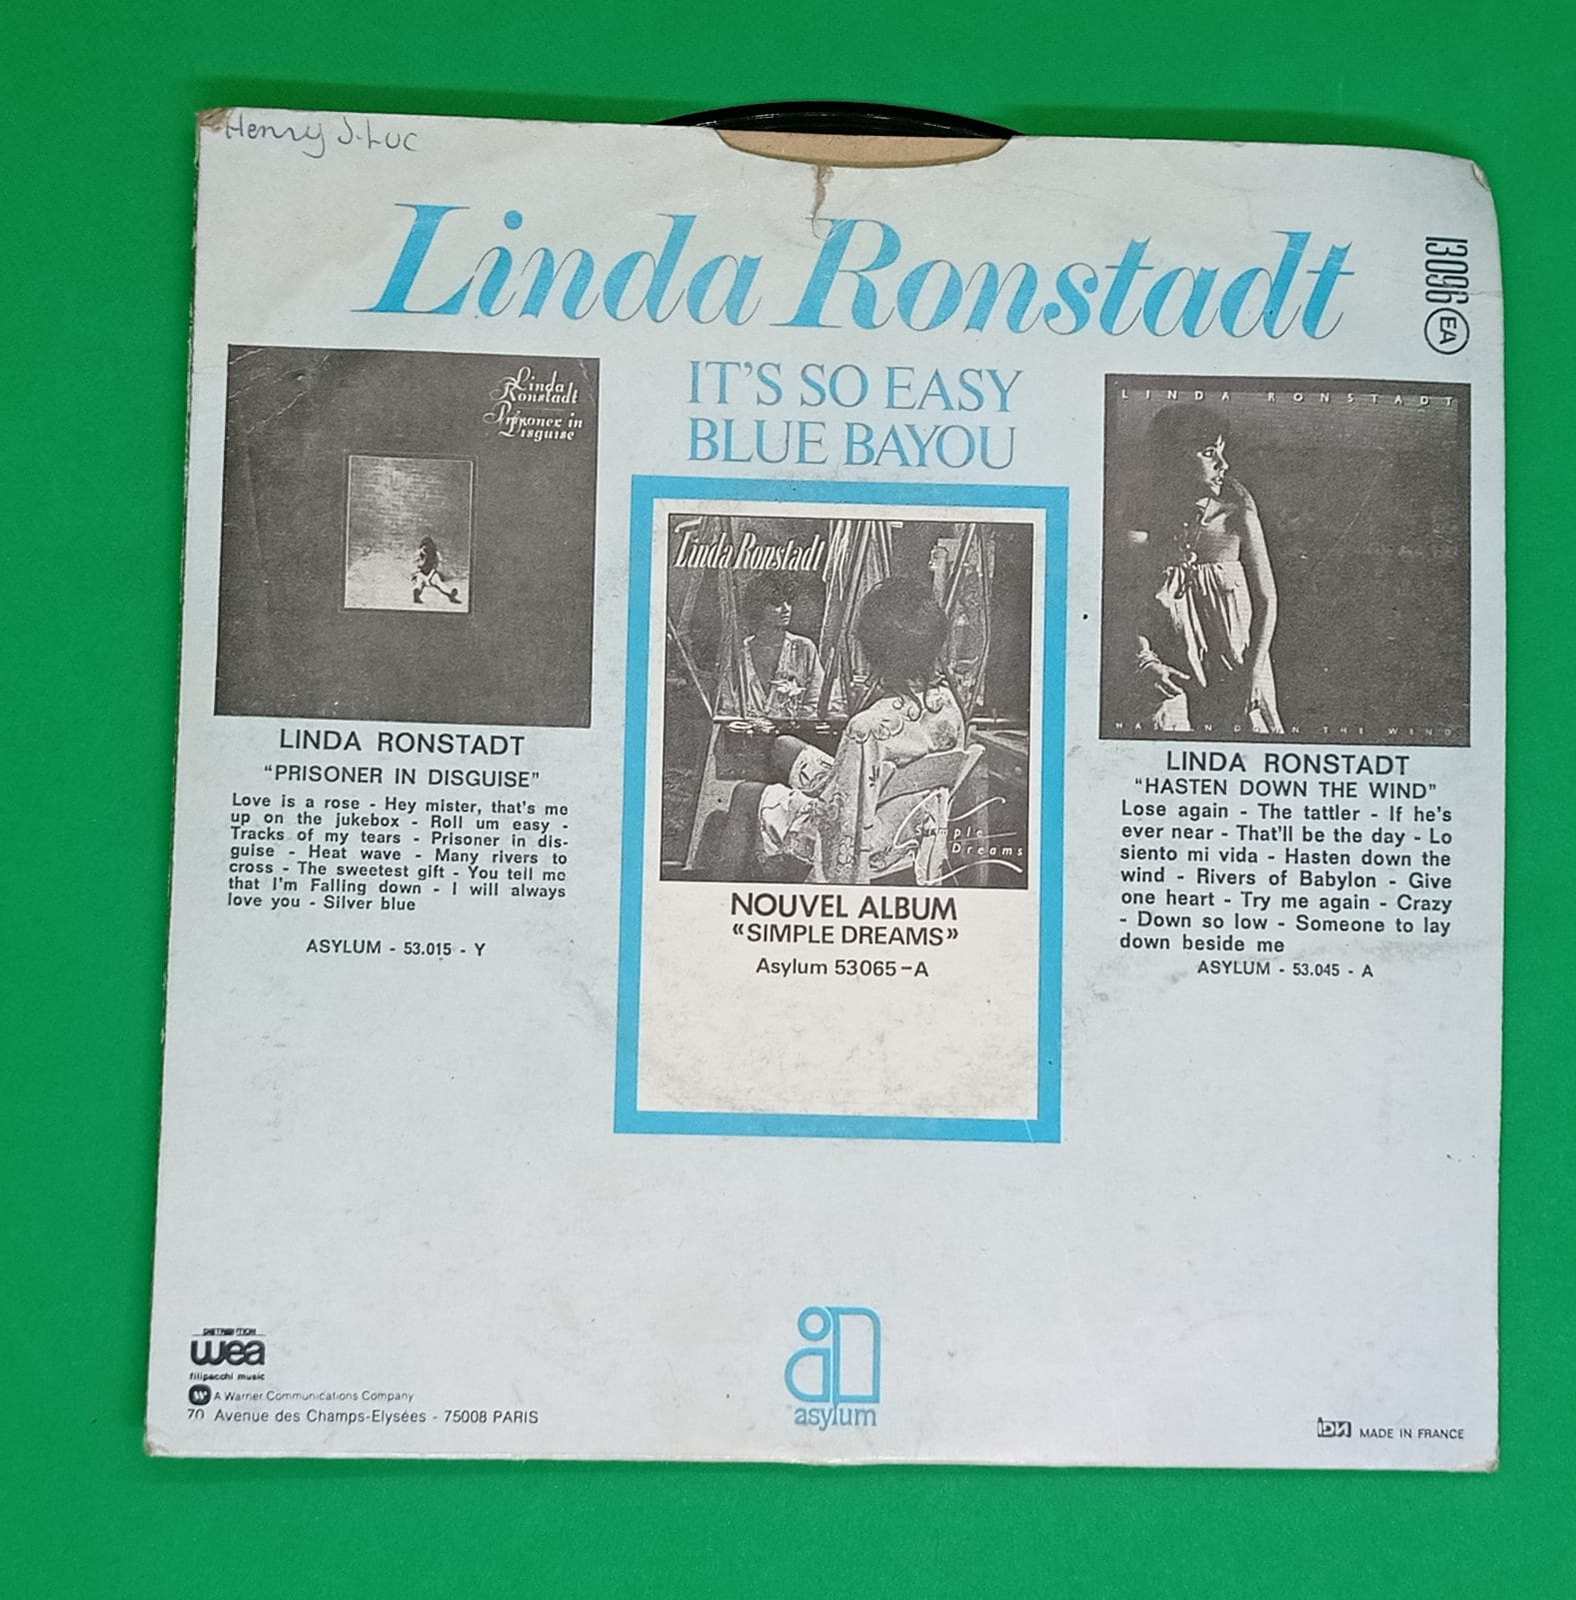 Henry J. Luc
Linda Ronstadt
13096 EA
IT'S SO EASY
BLUE BAYOU
Linda
Ronstadt
Prisoner in
Disguise
LINDA RONSTADT
"PRISONER IN DISGUISE"
Love is a rose - Hey mister, that's me
up on the jukebox - Roll um easy -
Tracks of my tears - Prisoner in dis-
guise - Heat wave - Many rivers to
cross - The sweetest gift - You tell me
that I'm Falling down - I will always
love you - Silver blue
ASYLUM - 53.015 - Y
Linda Ronstadt
Simple
Dreams
NOUVEL ALBUM
«SIMPLE DREAMS»
Asylum 53065-A
LINDA RONSTADT
HASTEN DOWN THE WIND
LINDA RONSTADT
"HASTEN DOWN THE WIND"
Lose again - The tattler - If he's
ever near - That'll be the day - Lo
siento mi vida - Hasten down the
wind - Rivers of Babylon - Give
one heart - Try me again - Crazy
- Down so low - Someone to lay
down beside me
ASYLUM - 53.045 - A
DISTRIBUTION
wea
filipacchi music
A Warner Communications Company
70 Avenue des Champs-Elysées - 75008 PARIS
asylum
IDN MADE IN FRANCE